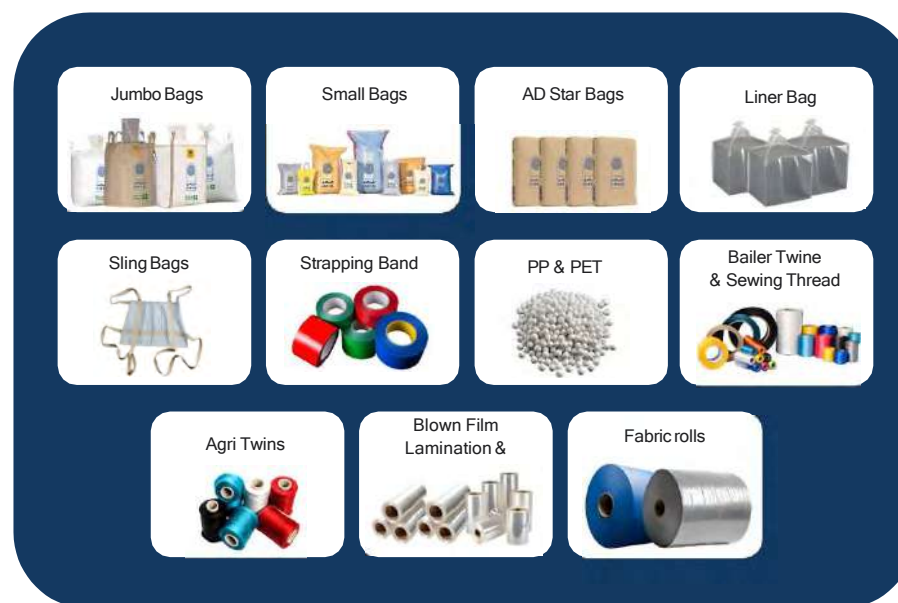 Jumbo Bags
Small Bags
AD Star Bags
Liner Bag
Sling Bags
Strapping Band
PP & PET
Bailer Twine
& Sewing Thread
Agri Twins
Blown Film
Lamination &
Fabric rolls